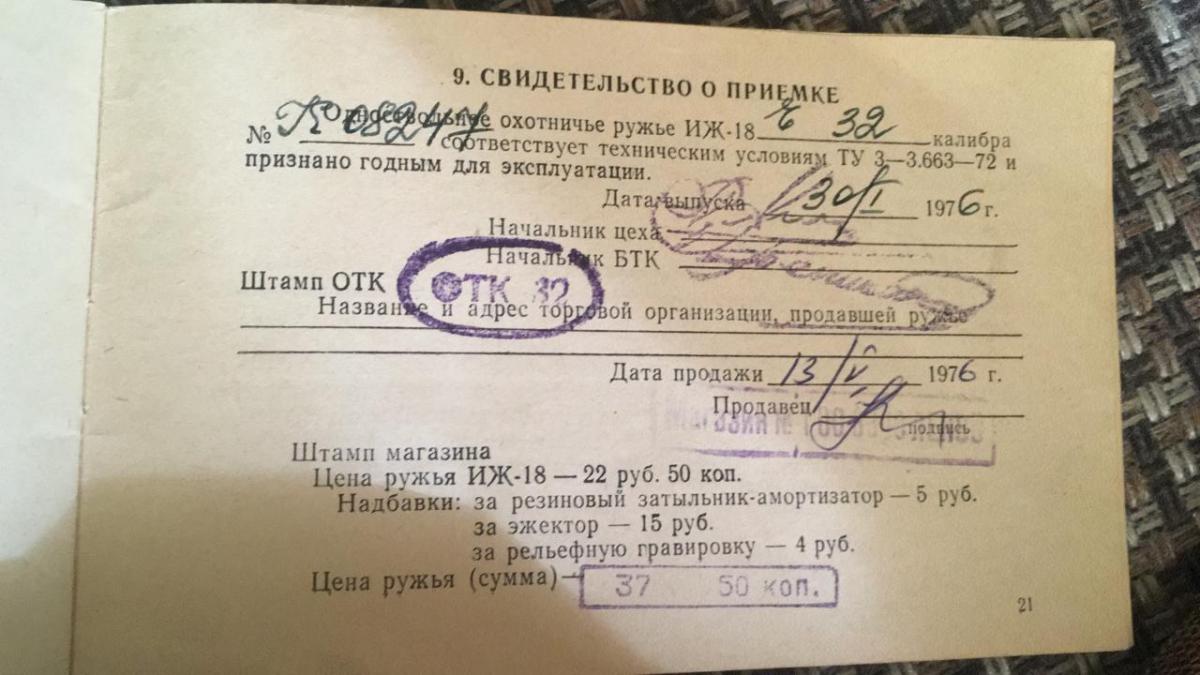 9. СВИДЕТЕЛЬСТВО О ПРИЕМКЕ
Одноствольное охотничье ружье ИЖ-18 Е 32 калибра
№ К 08247 соответствует техническим условиям ТУ 3—3.663—72 и
признано годным для эксплуатации.
Дата выпуска 30/I 1976 г.
Начальник цеха
Начальник БТК
Штамп ОТК ОТК 32
Название и адрес торговой организации, продавшей ружье
Дата продажи 13/V 1976 г.
Продавец
Магазин №
подпись
Штамп магазина
Цена ружья ИЖ-18 — 22 руб. 50 коп.
Надбавки: за резиновый затыльник-амортизатор — 5 руб.
за эжектор — 15 руб.
за рельефную гравировку — 4 руб.
Цена ружья (сумма)— 37 50 коп.
21